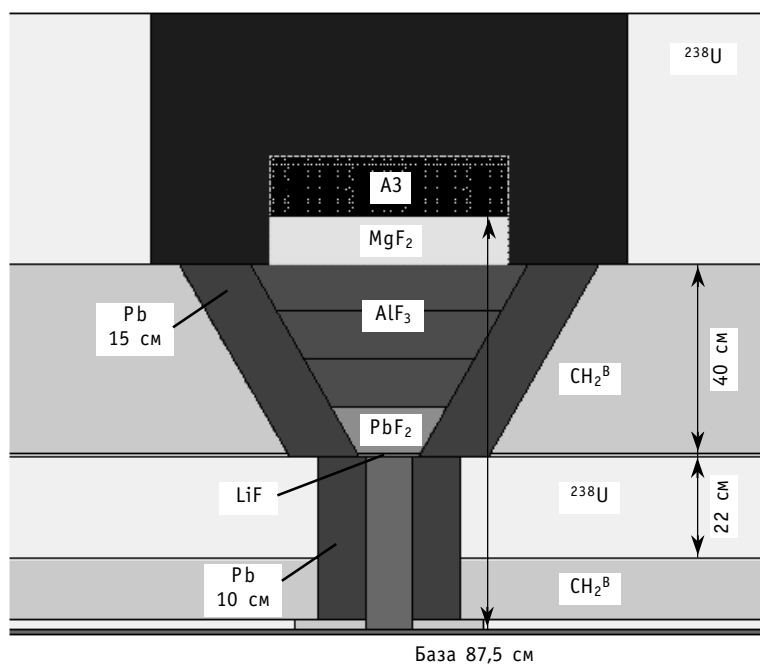 ²³⁸U
А3
MgF₂
Pb
15 см
AlF₃
CH₂ᴮ
40 см
PbF₂
LiF
²³⁸U
22 см
Pb
10 см
CH₂ᴮ
База 87,5 см